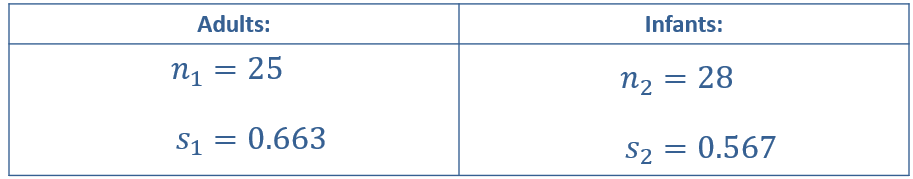 Adults:
Infants:
n₁ = 25
n₂ = 28
s₁ = 0.663
s₂ = 0.567